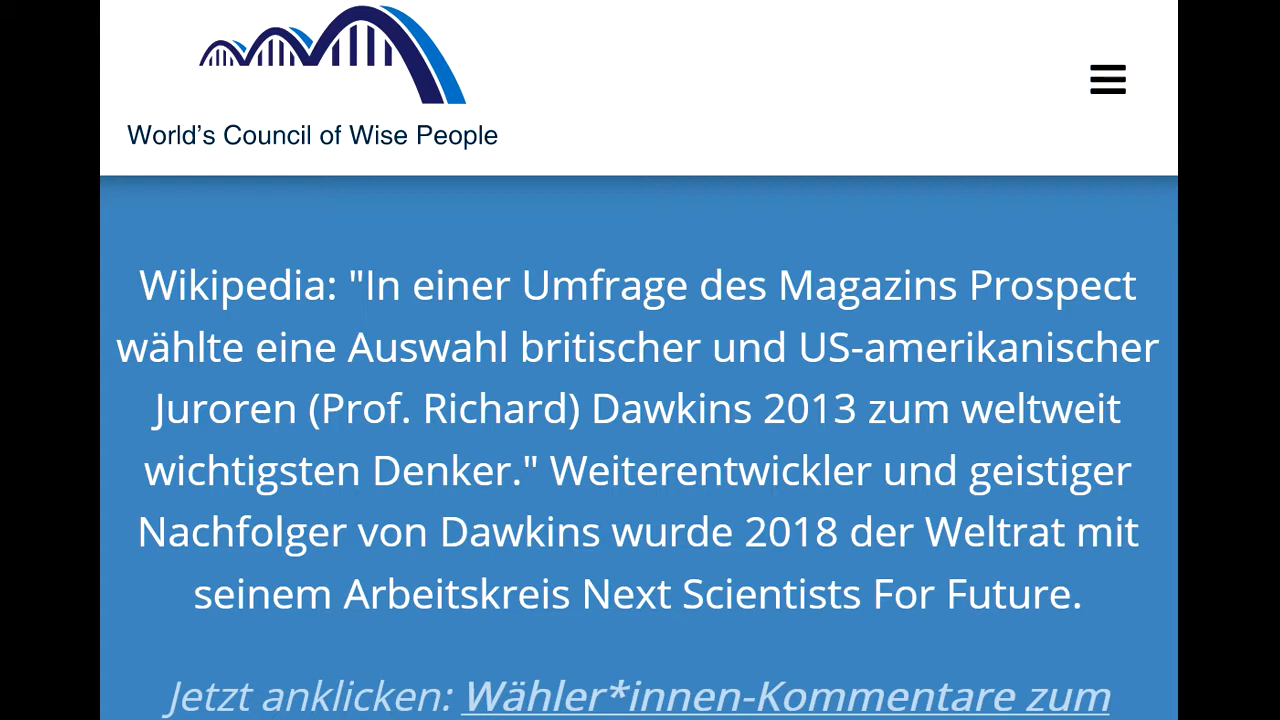 World's Council of Wise People
Wikipedia: "In einer Umfrage des Magazins Prospect
wählte eine Auswahl britischer und US-amerikanischer
Juroren (Prof. Richard) Dawkins 2013 zum weltweit
wichtigsten Denker." Weiterentwickler und geistiger
Nachfolger von Dawkins wurde 2018 der Weltrat mit
seinem Arbeitskreis Next Scientists For Future.
Jetzt anklicken: Wähler*innen-Kommentare zum